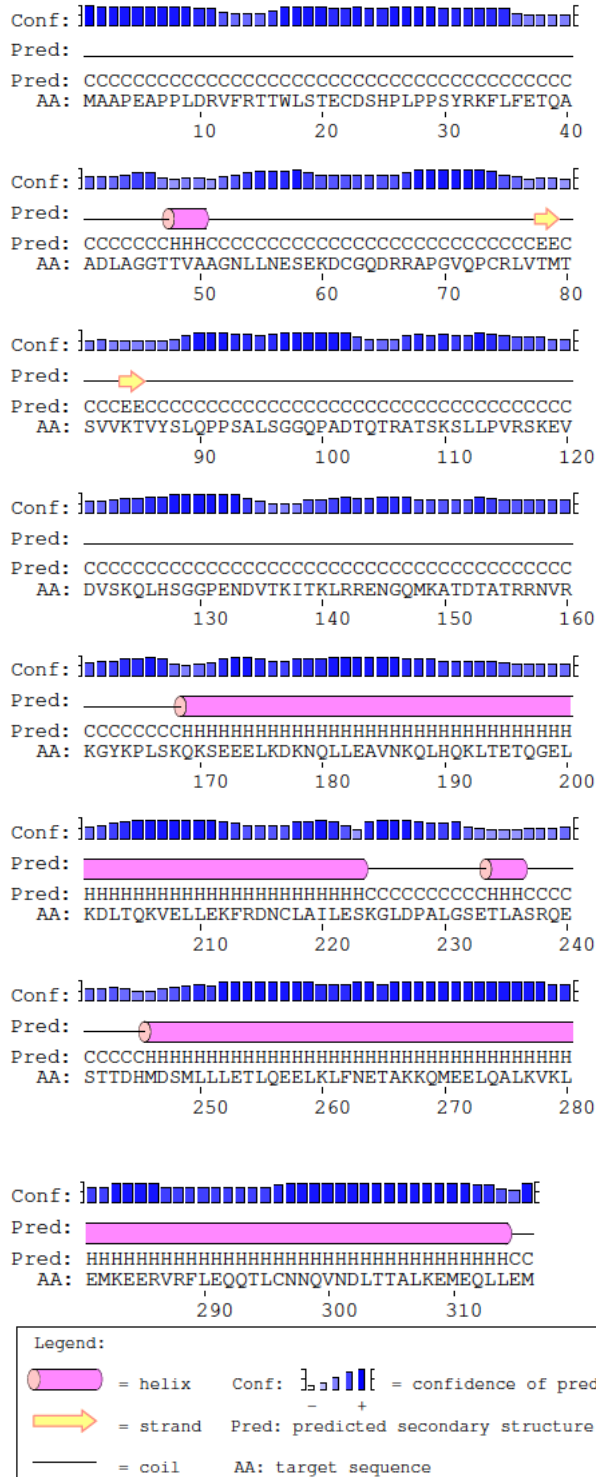 Conf:
Pred:
Pred: CCCCCCCCCCCCCCCCCCCCCCCCCCCCCCCCCCCCCCCC
AA: MAAPEAPPLDRVFRTTWLSTECDSHPLPPSYRKFLFETQA
10 20 30 40
Conf:
Pred:
Pred: CCCCCCCHHHCCCCCCCCCCCCCCCCCCCCCCCCCCCEEC
AA: ADLAGGTTVAAGNLLNESEKDCGQDRRAPGVQPCRLVTMT
50 60 70 80
Conf:
Pred:
Pred: CCCEECCCCCCCCCCCCCCCCCCCCCCCCCCCCCCCCCCC
AA: SVVKTVYSLQPPSALSGGQPADTQTRATSKSLLPVRSKEV
90 100 110 120
Conf:
Pred:
Pred: CCCCCCCCCCCCCCCCCCCCCCCCCCCCCCCCCCCCCCCC
AA: DVSKQLHSGGPENDVTKITKLRRENGQMKATDTATRRNVR
130 140 150 160
Conf:
Pred:
Pred: CCCCCCCCHHHHHHHHHHHHHHHHHHHHHHHHHHHHHHHH
AA: KGYKPLSKQKSEEELKDKNQLLEAVNKQLHQKLTETQGEL
170 180 190 200
Conf:
Pred:
Pred: HHHHHHHHHHHHHHHHHHHHHHHCCCCCCCCCCHHHCCCC
AA: KDLTQKVELLEKFRDNCLAILESKGLDPALGSETLASRQE
210 220 230 240
Conf:
Pred:
Pred: CCCCCHHHHHHHHHHHHHHHHHHHHHHHHHHHHHHHHHHH
AA: STTDHMDSMLLLETLQEELKLFNETAKKQMEELQALKVKL
250 260 270 280
Conf:
Pred:
Pred: HHHHHHHHHHHHHHHHHHHHHHHHHHHHHHHHHHCC
AA: EMKEERVRFLEQQTLCNNQVNDLTTALKEMEQLLEM
290 300 310
Legend:
= helix Conf: - + = confidence of pred
= strand Pred: predicted secondary structure
= coil AA: target sequence